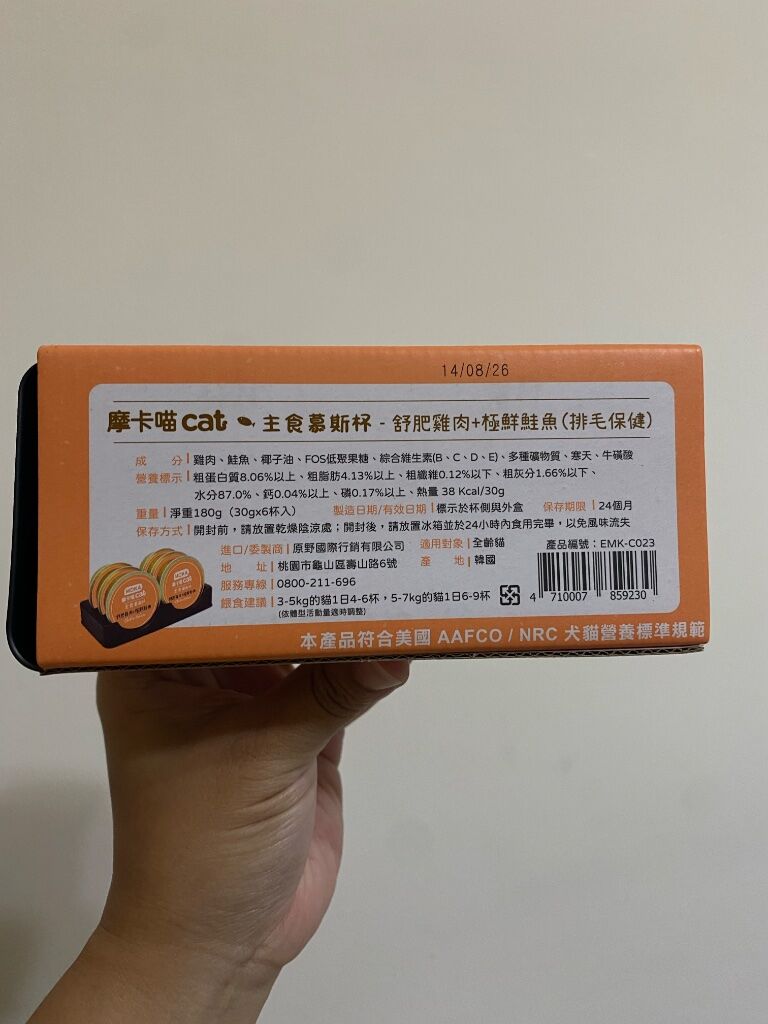 14/08/26
摩卡喵cat 主食慕斯杯 - 舒肥雞肉+極鮮鮭魚(排毛保健)
成 分 | 雞肉、鮭魚、椰子油、FOS低聚果糖、綜合維生素(B、C、D、E)、多種礦物質、寒天、牛磺酸
營養標示 | 粗蛋白質8.06%以上、粗脂肪4.13%以上、粗纖維0.12%以下、粗灰分1.66%以下、
水分87.0%、鈣0.04%以上、磷0.17%以上、熱量 38 Kcal/30g
重量 | 淨重180g（30gx6杯入） 製造日期/有效日期 | 標示於杯側與外盒 保存期限 | 24個月
保存方式 | 開封前，請放置乾燥陰涼處；開封後，請放置冰箱並於24小時內食用完畢，以免風味流失
進口/委製商 | 原野國際行銷有限公司 適用對象 | 全齡貓 產品編號：EMK-C023
地 址 | 桃園市龜山區壽山路6號 產 地 | 韓國
服務專線 | 0800-211-696
餵食建議 | 3-5kg的貓1日4-6杯，5-7kg的貓1日6-9杯
(依體型活動量適時調整)
4 710007 859230
MOKA
摩卡喵cat
主食慕斯杯
本產品符合美國 AAFCO / NRC 犬貓營養標準規範